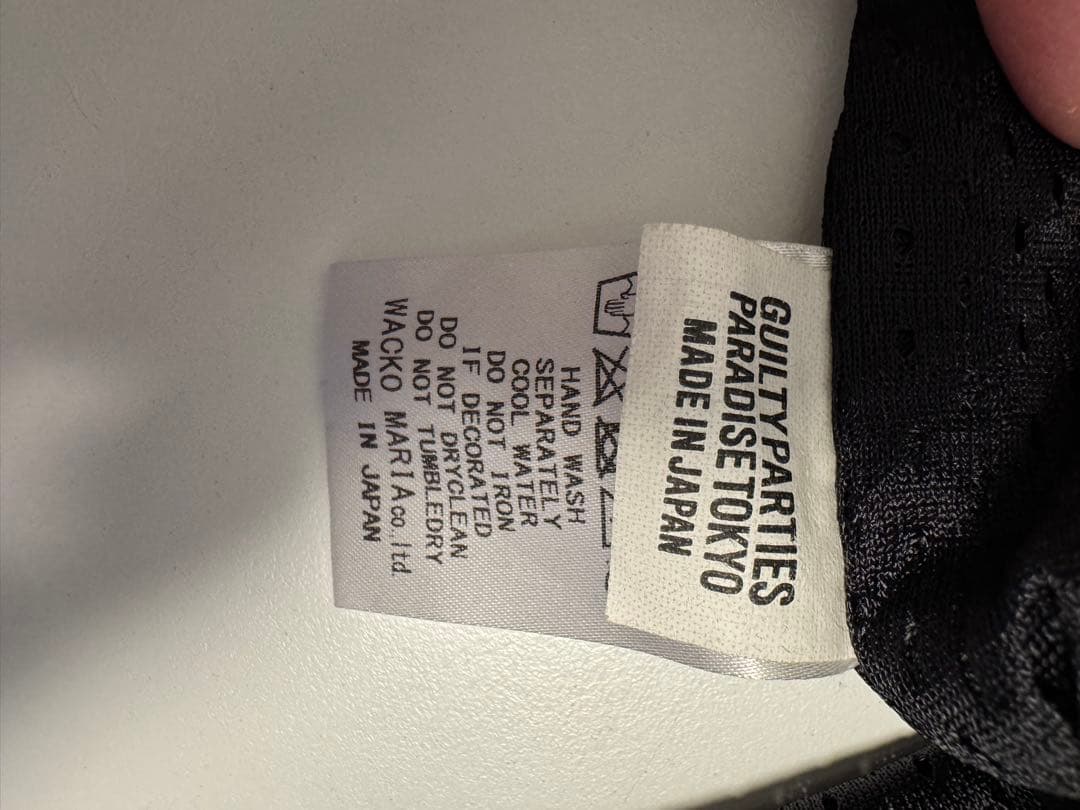 GUILTY PARTIES
PARADISE TOKYO
MADE IN JAPAN
HAND WASH
SEPARATELY
COOL WATER
DO NOT IRON
IF DECORATED
DO NOT DRYCLEAN
DO NOT TUMBLEDRY
WACKO MARIA co.ltd.
MADE IN JAPAN